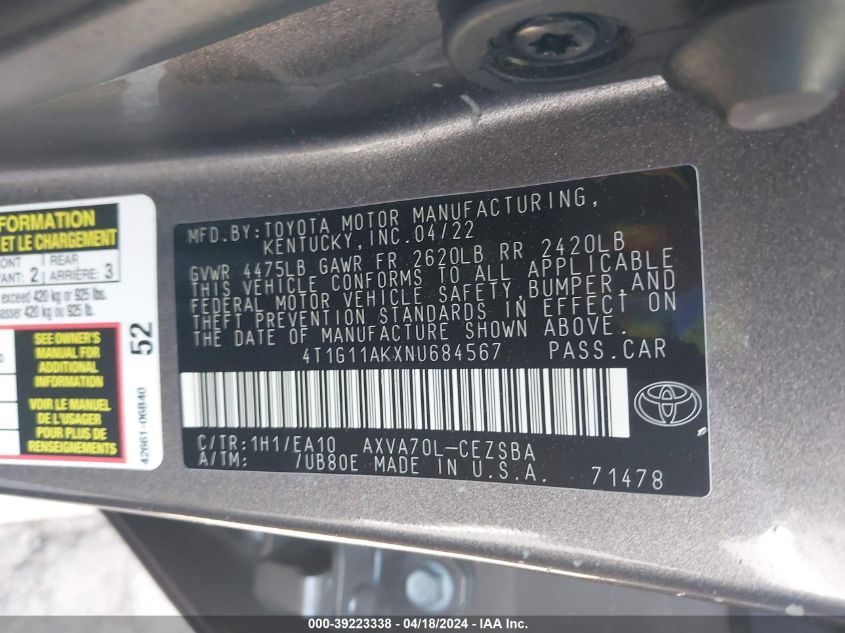 FORMATION
ET LE CHARGEMENT
ONT REAR
VANT: 2 ARRIÈRE: 3
exceed 420 kg or 925 lbs.
asser 420 kg ou 925 lb.
SEE OWNER'S
MANUAL FOR
ADDITIONAL
INFORMATION
VOIR LE MANUEL
DE L'USAGER
POUR PLUS DE
RENSEIGNEMENTS
52
42661-06B40
MFD.BY:TOYOTA MOTOR MANUFACTURING,
KENTUCKY,INC.04/22
GVWR 4475LB GAWR FR 2620LB RR 2420LB
THIS VEHICLE CONFORMS TO ALL APPLICABLE
FEDERAL MOTOR VEHICLE SAFETY,BUMPER,AND
THEFT PREVENTION STANDARDS IN EFFECT ON
THE DATE OF MANUFACTURE SHOWN ABOVE.
4T1G11AKXNU684567 PASS.CAR
C/TR:1H1/EA10 AXVA70L-CEZSBA
A/TM: /UB80E MADE IN U.S.A. 71478
000-39223338 - 04/18/2024 - IAA Inc.